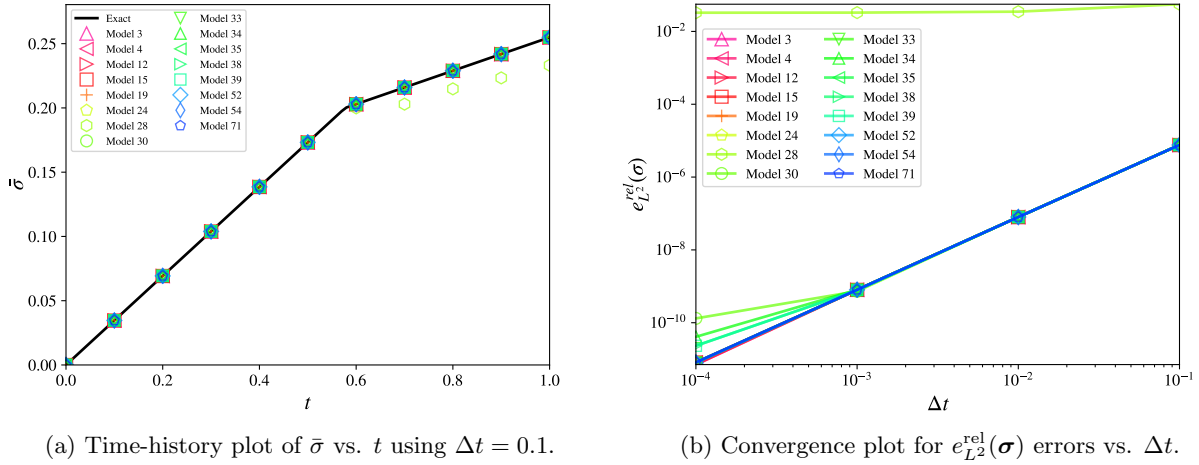 Exact
Model 3
Model 4
Model 12
Model 15
Model 19
Model 24
Model 28
Model 30
Model 33
Model 34
Model 35
Model 38
Model 39
Model 52
Model 54
Model 71
0.25
0.20
0.15
0.10
0.05
0.00
σ̄
0.0 0.2 0.4 0.6 0.8 1.0
t
(a) Time-history plot of σ̄ vs. t using Δt = 0.1.
Model 3
Model 4
Model 12
Model 15
Model 19
Model 24
Model 28
Model 30
Model 33
Model 34
Model 35
Model 38
Model 39
Model 52
Model 54
Model 71
10⁻²
10⁻⁴
10⁻⁶
10⁻⁸
10⁻¹⁰
e_{L²}^{rel}(σ)
10⁻⁴ 10⁻³ 10⁻² 10⁻¹
Δt
(b) Convergence plot for e_{L²}^{rel}(σ) errors vs. Δt.